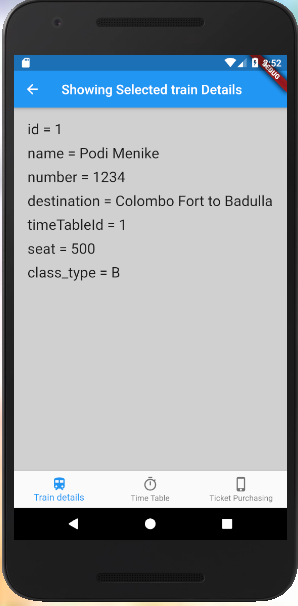 8:52
DEBUG
Showing Selected train Details
id = 1
name = Podi Menike
number = 1234
destination = Colombo Fort to Badulla
timeTableId = 1
seat = 500
class_type = B
Train details
Time Table
Ticket Purchasing